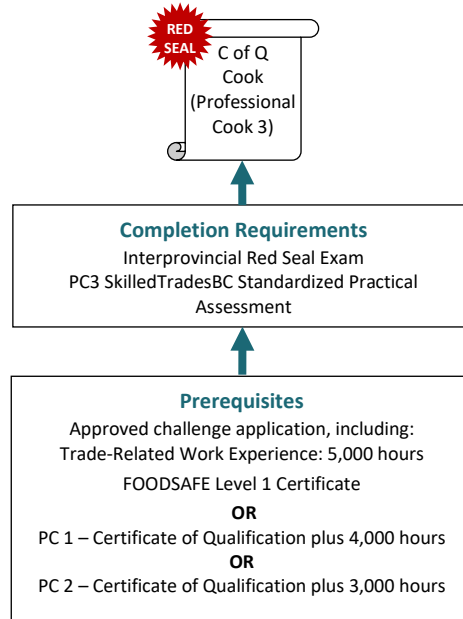 RED
SEAL
C of Q
Cook
(Professional
Cook 3)
Completion Requirements
Interprovincial Red Seal Exam
PC3 SkilledTradesBC Standardized Practical
Assessment
Prerequisites
Approved challenge application, including:
Trade-Related Work Experience: 5,000 hours
FOODSAFE Level 1 Certificate
OR
PC 1 – Certificate of Qualification plus 4,000 hours
OR
PC 2 – Certificate of Qualification plus 3,000 hours